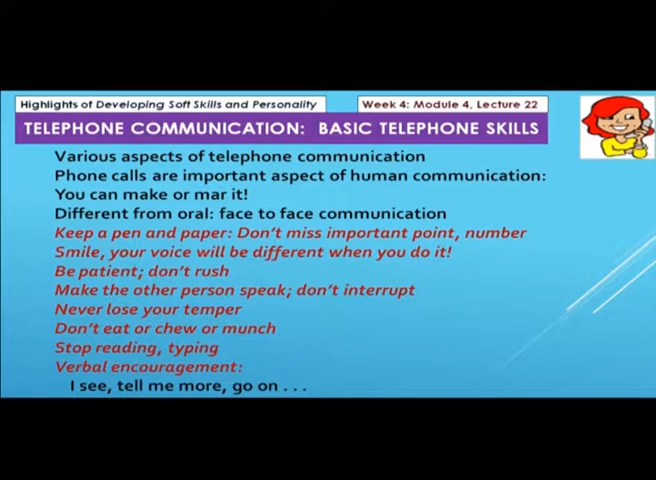 Highlights of Developing Soft Skills and Personality
Week 4: Module 4, Lecture 22
TELEPHONE COMMUNICATION: BASIC TELEPHONE SKILLS
Various aspects of telephone communication
Phone calls are important aspect of human communication:
You can make or mar it!
Different from oral: face to face communication
Keep a pen and paper: Don't miss important point, number
Smile, your voice will be different when you do it!
Be patient; don't rush
Make the other person speak; don't interrupt
Never lose your temper
Don't eat or chew or munch
Stop reading, typing
Verbal encouragement:
I see, tell me more, go on . . .